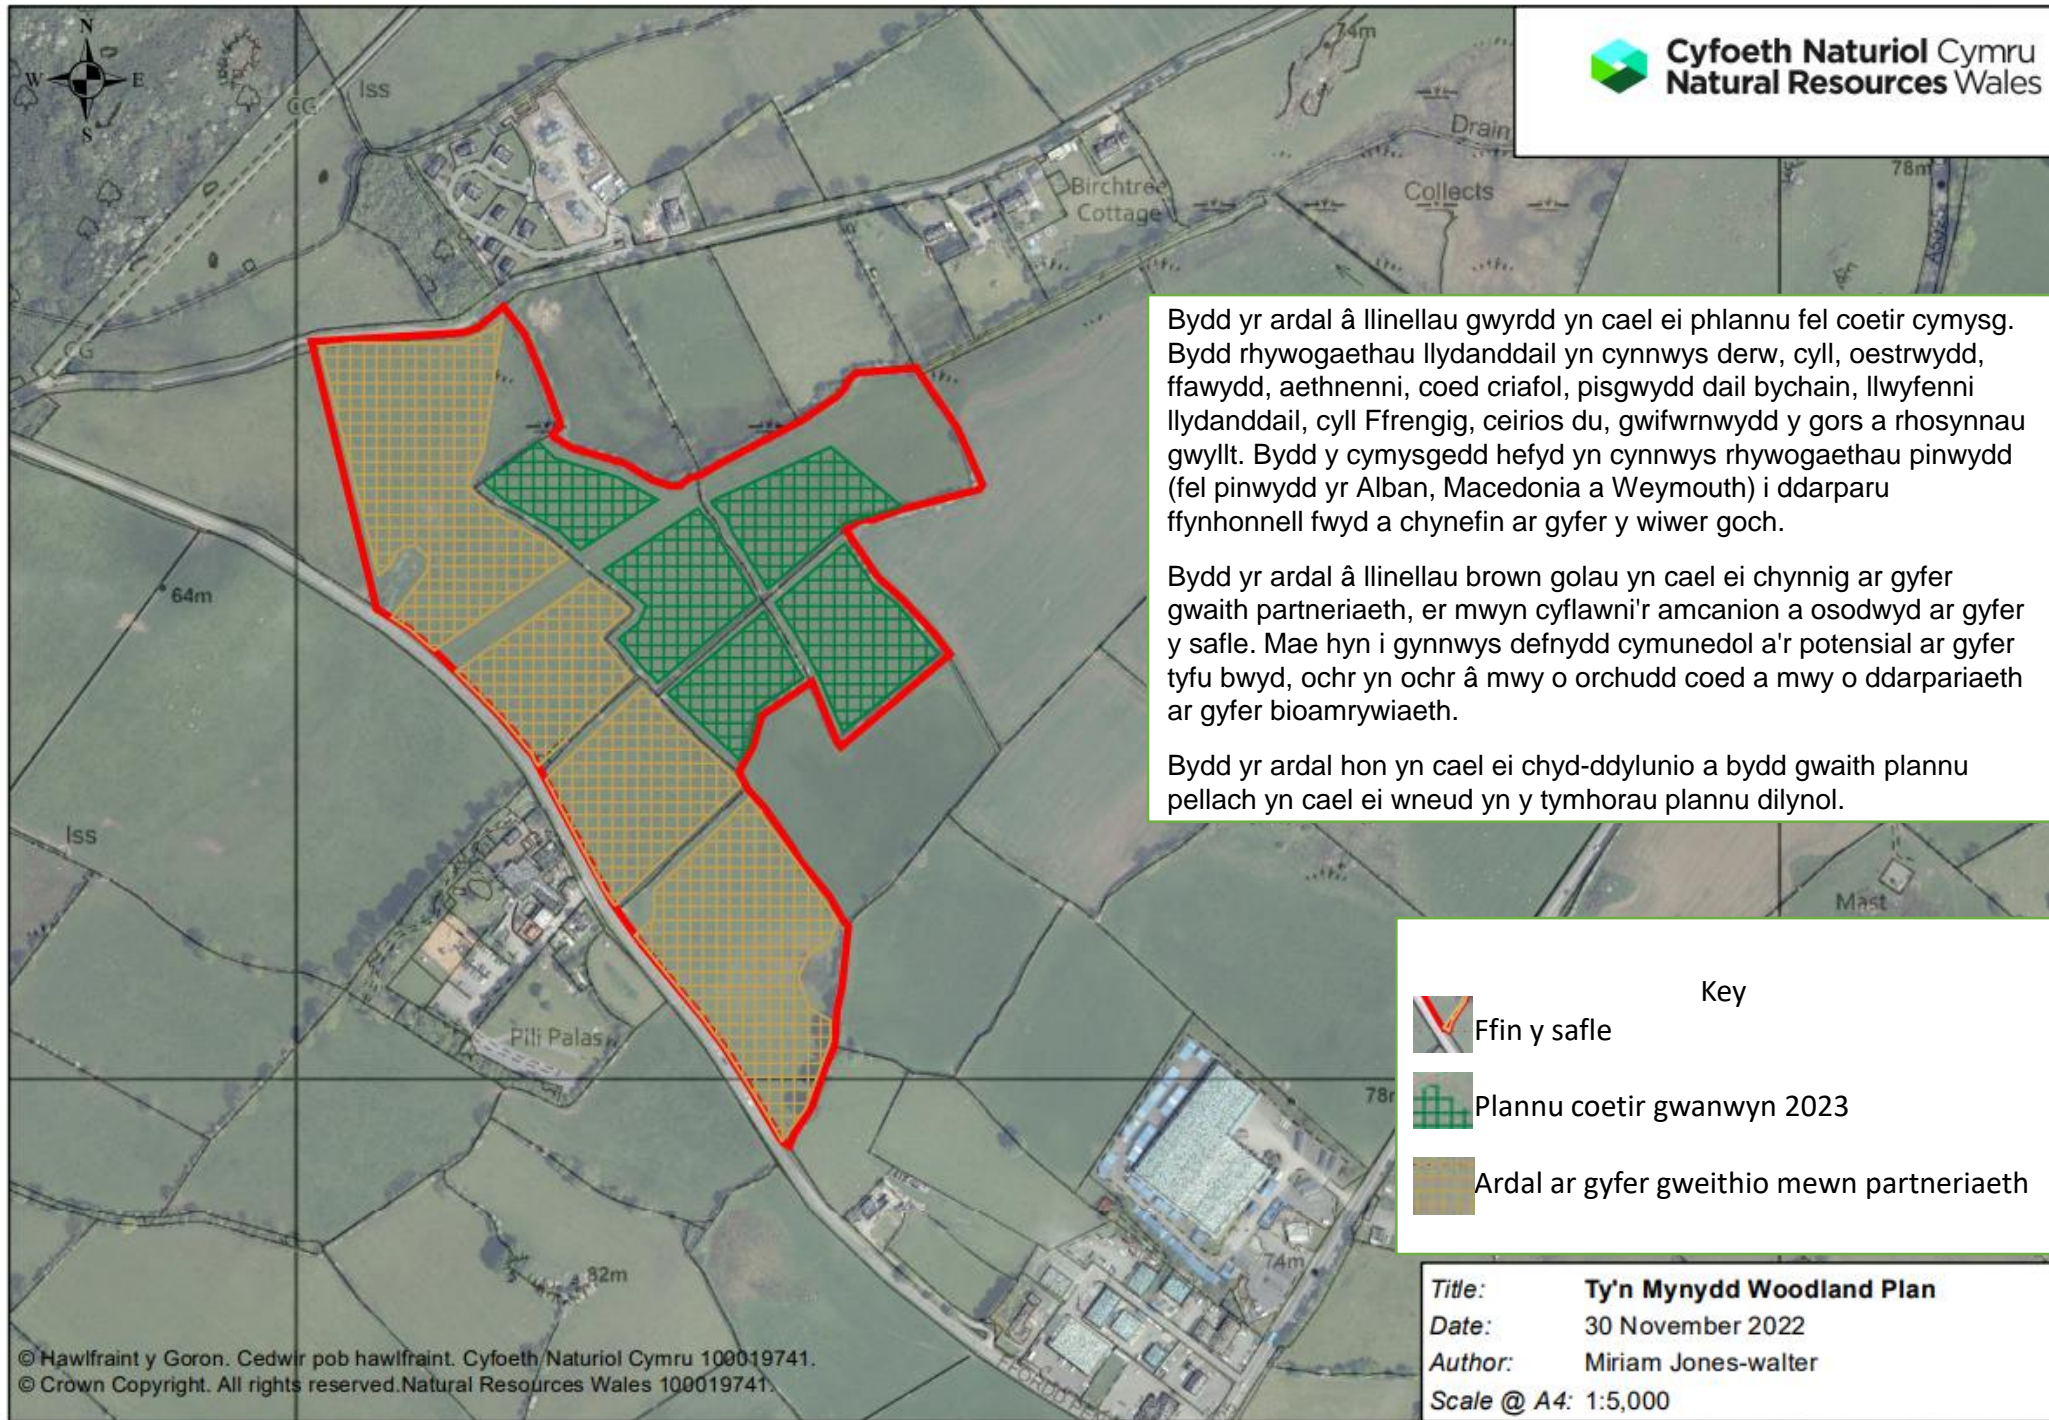 N
W
E
S
Cyfoeth Naturiol Cymru
Natural Resources Wales
Iss
GG
74m
Drain
Collects
78m
A5025
Birchtree
Cottage
CG
Bydd yr ardal â llinellau gwyrdd yn cael ei phlannu fel coetir cymysg.
Bydd rhywogaethau llydanddail yn cynnwys derw, cyll, oestrwydd,
ffawydd, aethnenni, coed criafol, pisgwydd dail bychain, llwyfenni
llydanddail, cyll Ffrengig, ceirios du, gwifwrnwydd y gors a rhosynnau
gwyllt. Bydd y cymysgedd hefyd yn cynnwys rhywogaethau pinwydd
(fel pinwydd yr Alban, Macedonia a Weymouth) i ddarparu
ffynhonnell fwyd a chynefin ar gyfer y wiwer goch.
Bydd yr ardal â llinellau brown golau yn cael ei chynnig ar gyfer
gwaith partneriaeth, er mwyn cyflawni'r amcanion a osodwyd ar gyfer
y safle. Mae hyn i gynnwys defnydd cymunedol a'r potensial ar gyfer
tyfu bwyd, ochr yn ochr â mwy o orchudd coed a mwy o ddarpariaeth
ar gyfer bioamrywiaeth.
Bydd yr ardal hon yn cael ei chyd-ddylunio a bydd gwaith plannu
pellach yn cael ei wneud yn y tymhorau plannu dilynol.
64m
Iss
Pili Palas
Mast
78m
74m
82m
Key
Ffin y safle
Plannu coetir gwanwyn 2023
Ardal ar gyfer gweithio mewn partneriaeth
Title: Ty'n Mynydd Woodland Plan
Date: 30 November 2022
Author: Miriam Jones-walter
Scale @ A4: 1:5,000
© Hawlfraint y Goron. Cedwir pob hawlfraint. Cyfoeth Naturiol Cymru 100019741.
© Crown Copyright. All rights reserved.Natural Resources Wales 100019741.